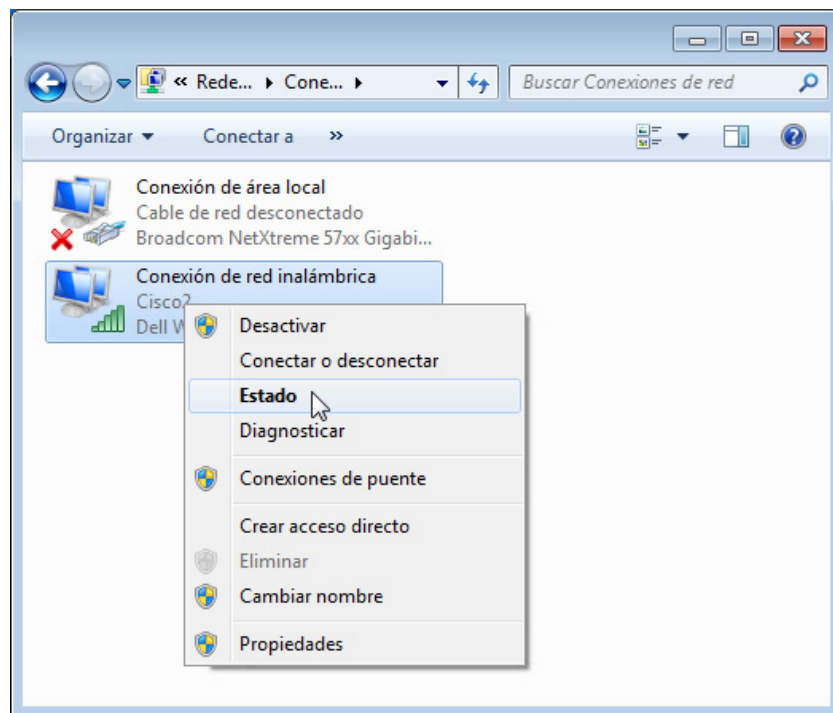 « Rede... Cone...
Buscar Conexiones de red
Organizar
Conectar a
»
Conexión de área local
Cable de red desconectado
Broadcom NetXtreme 57xx Gigabi...
Conexión de red inalámbrica
Cisco2
Dell
Desactivar
Conectar o desconectar
Estado
Diagnosticar
Conexiones de puente
Crear acceso directo
Eliminar
Cambiar nombre
Propiedades